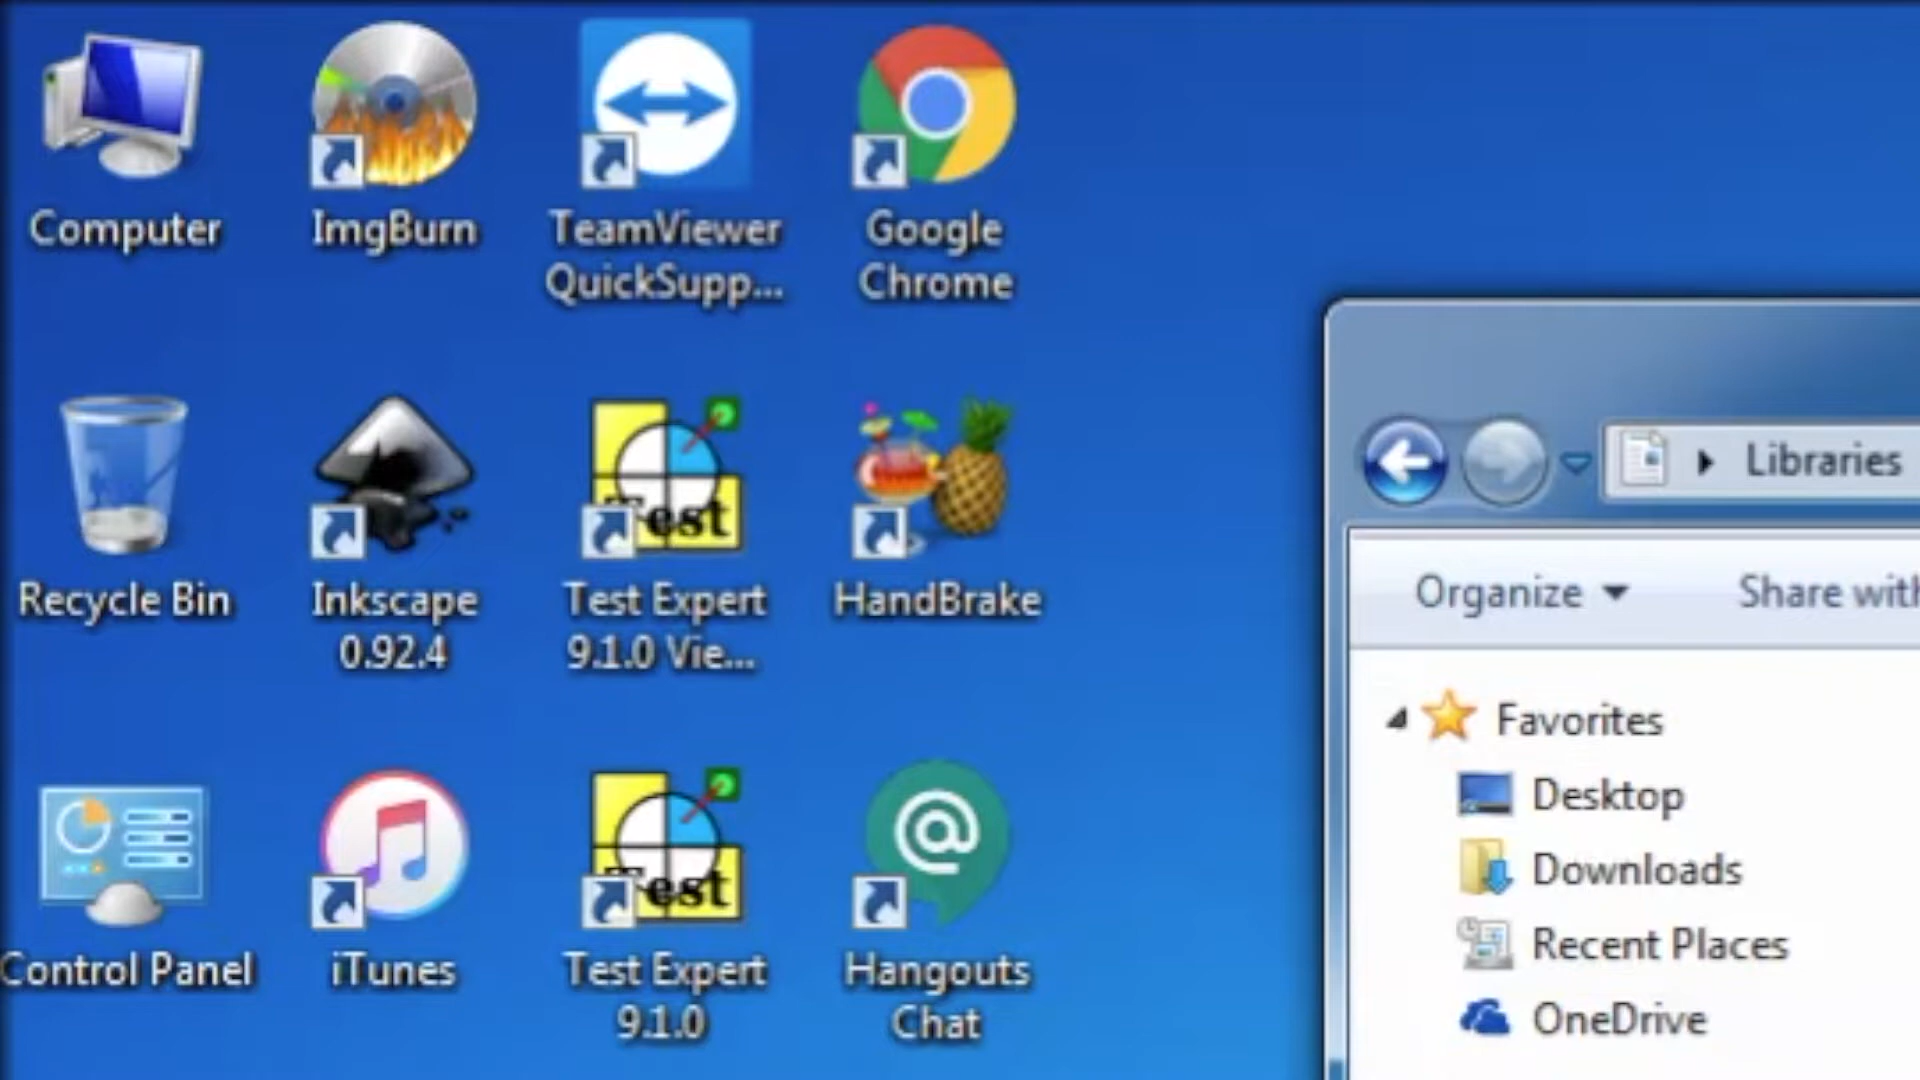 Computer
ImgBurn
TeamViewer
QuickSupp...
Google
Chrome
Recycle Bin
Inkscape
0.92.4
Test
Test Expert
9.1.0 Vie...
HandBrake
Control Panel
iTunes
Test
Test Expert
9.1.0
@
Hangouts
Chat
Libraries
Organize
Share with
Favorites
Desktop
Downloads
Recent Places
OneDrive